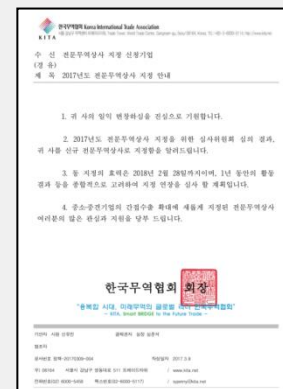 한국무역협회 Korea International Trade Association
KITA
수 신 전문무역상사 지정 신청기업
(경 유)
제 목 2017년도 전문무역상사 지정 안내
1. 귀 사의 일익 번창하심을 진심으로 기원합니다.
2. 2017년도 전문무역상사 지정을 위한 심사위원회 심의 결과,
귀 사를 신규 전문무역상사로 지정함을 알려드립니다.
3. 동 지정의 효력은 2018년 2월 28일까지이며, 1년 동안의 활동
결과 등을 종합적으로 고려하여 지정 연장을 심사 할 계획입니다.
4. 중소·중견기업의 간접수출 확대에 새롭게 지정된 전문무역상사
여러분의 많은 관심과 지원을 당부 드립니다.
한국무역협회 회장
"융복합 시대, 미래무역의 글로벌 리더 한국무역협회"
- KITA, Smart BRIDGE to the Future Trade -